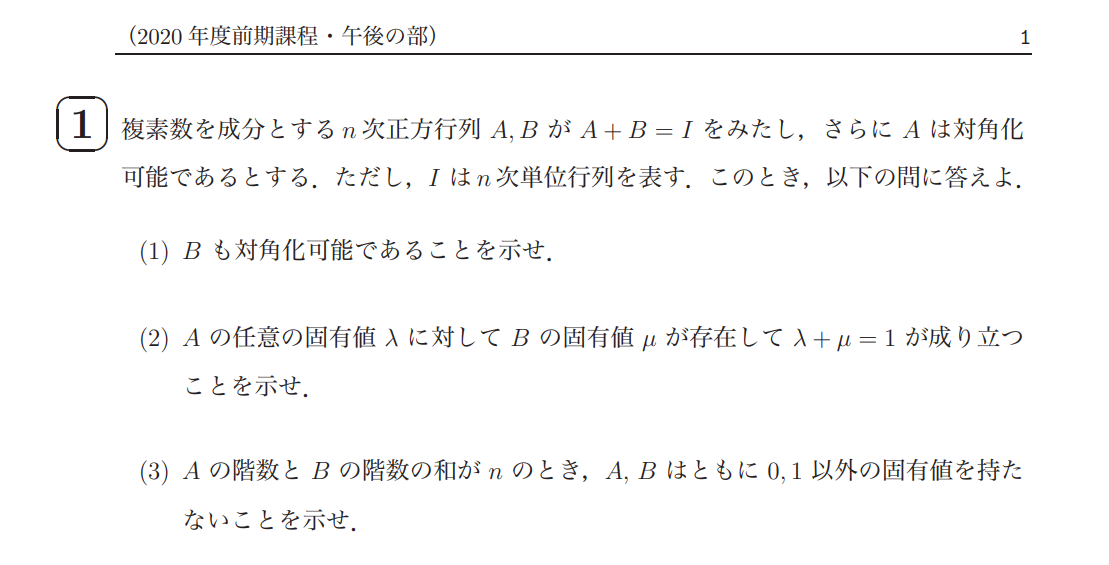 （2020 年度前期課程・午後の部） 1
1 複素数を成分とする n 次正方行列 A, B が A + B = I をみたし，さらに A は対角化
可能であるとする．ただし，I は n 次単位行列を表す．このとき，以下の問に答えよ．
(1) B も対角化可能であることを示せ．
(2) A の任意の固有値 λ に対して B の固有値 μ が存在して λ + μ = 1 が成り立つ
ことを示せ．
(3) A の階数と B の階数の和が n のとき，A, B はともに 0, 1 以外の固有値を持た
ないことを示せ．